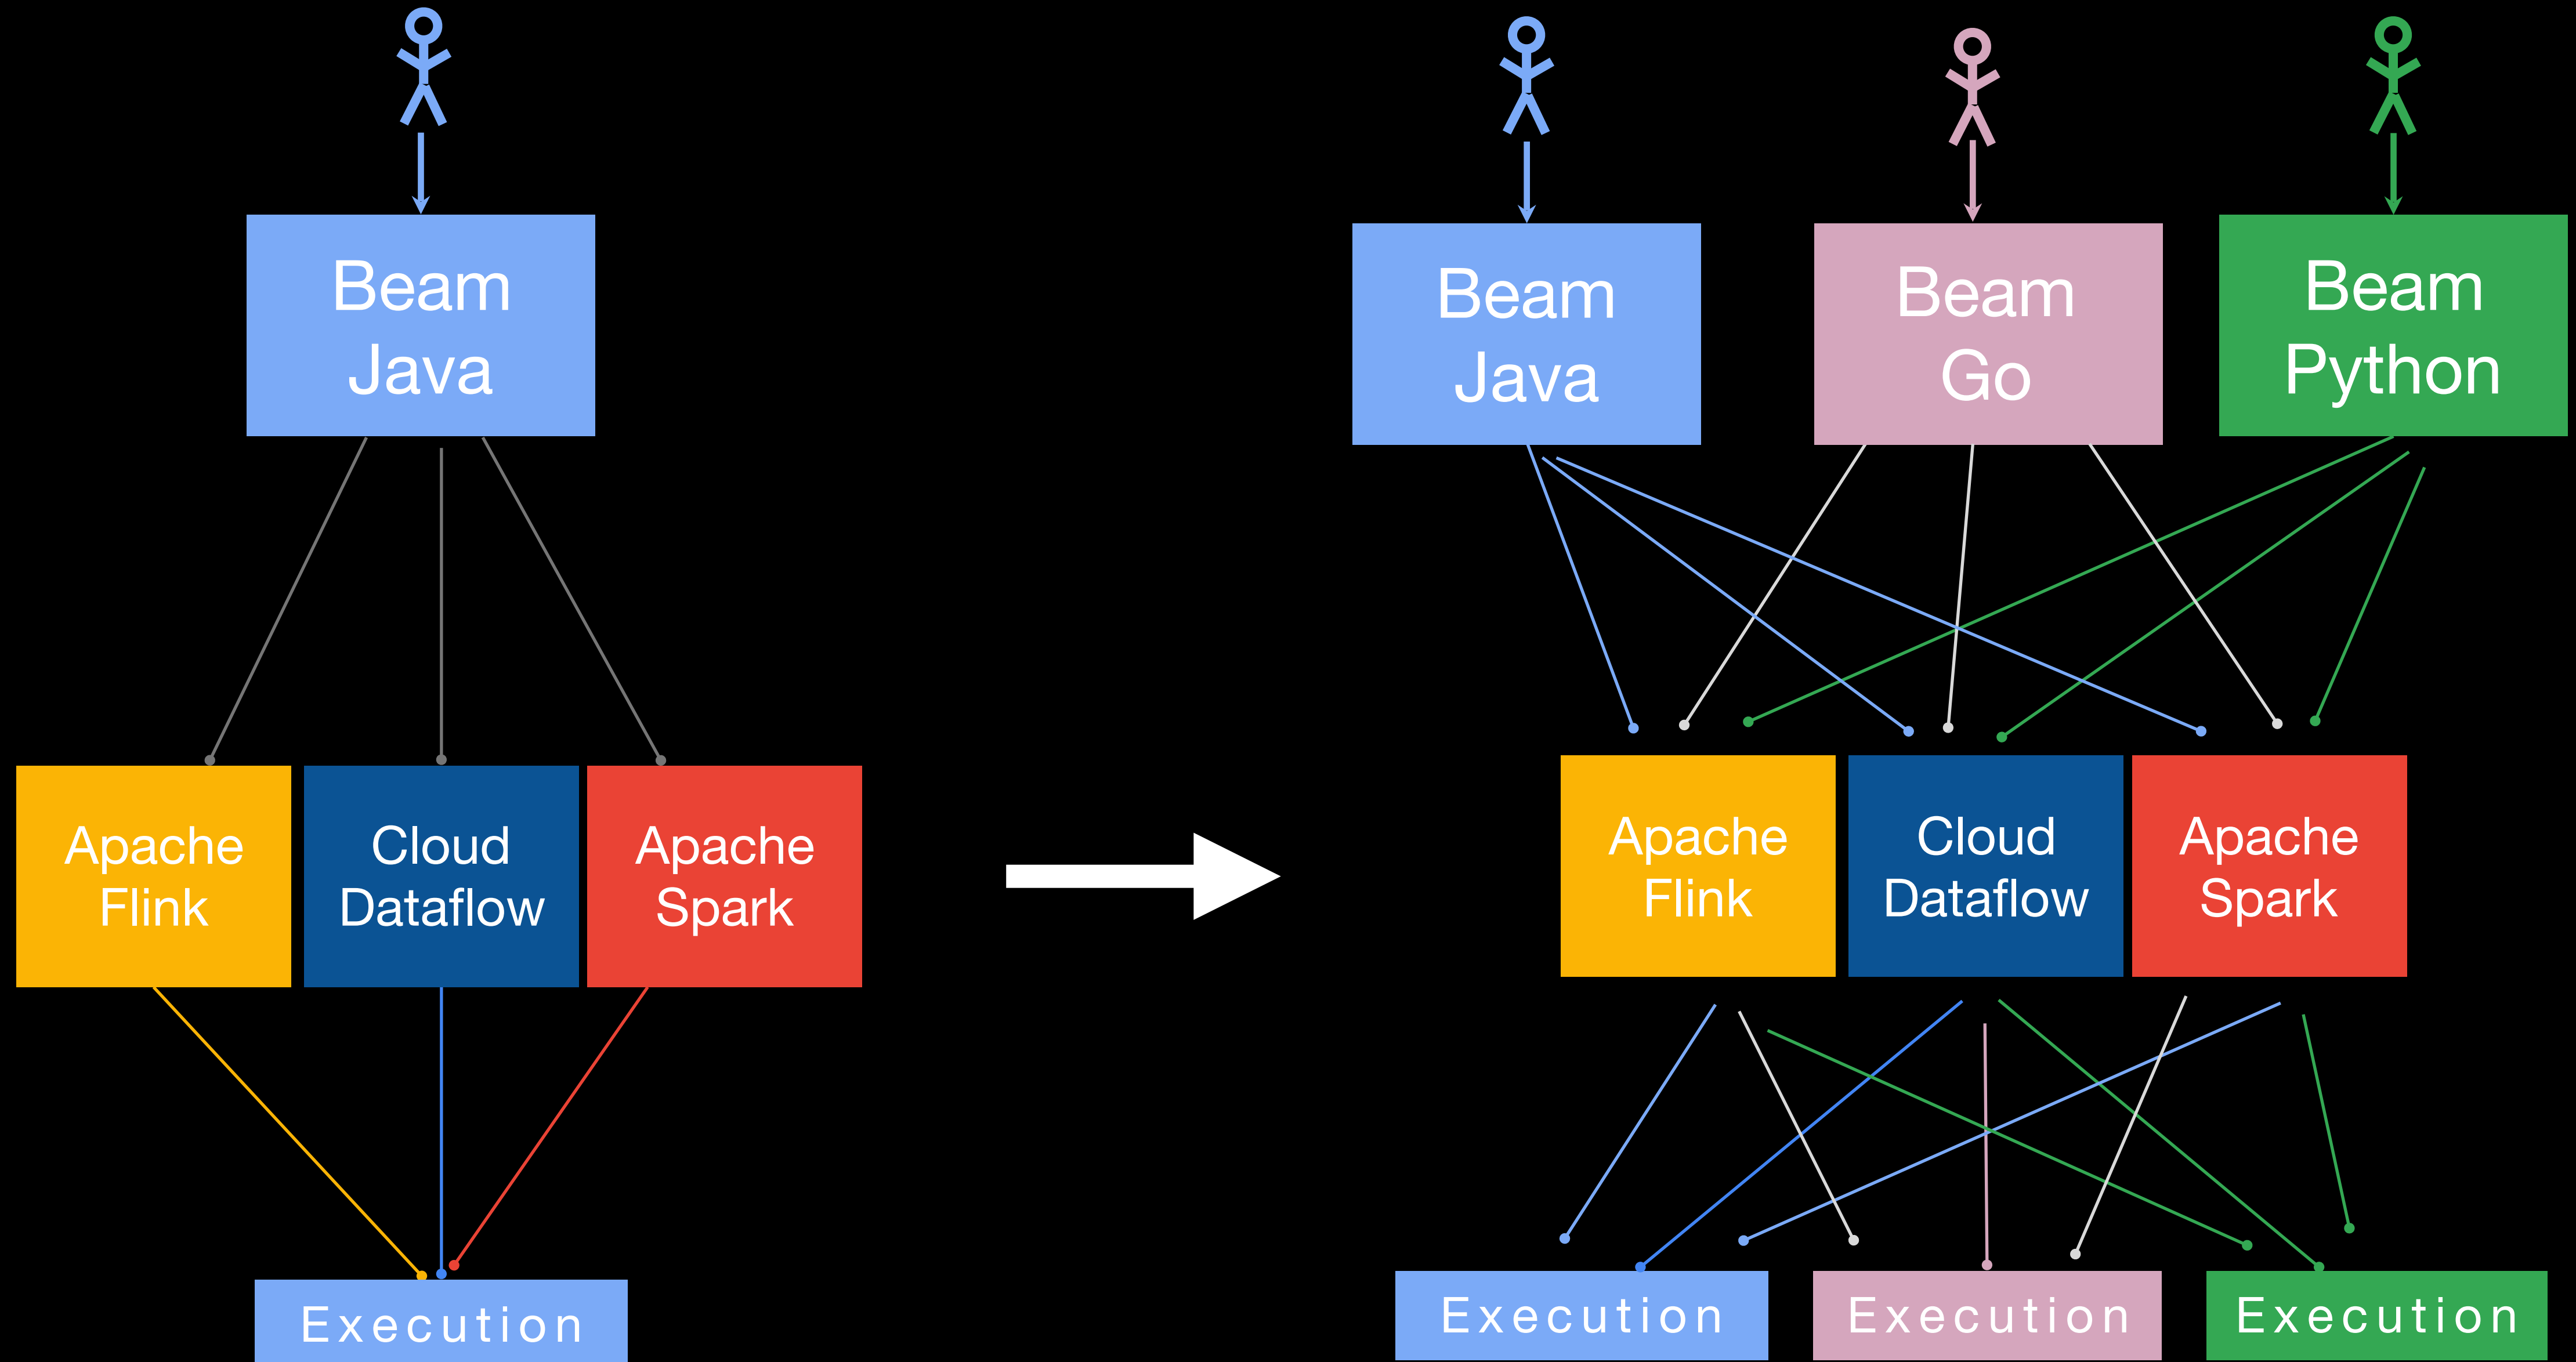 Beam
Java
Apache
Flink
Cloud
Dataflow
Apache
Spark
Execution
Beam
Java
Beam
Go
Beam
Python
Apache
Flink
Cloud
Dataflow
Apache
Spark
Execution
Execution
Execution